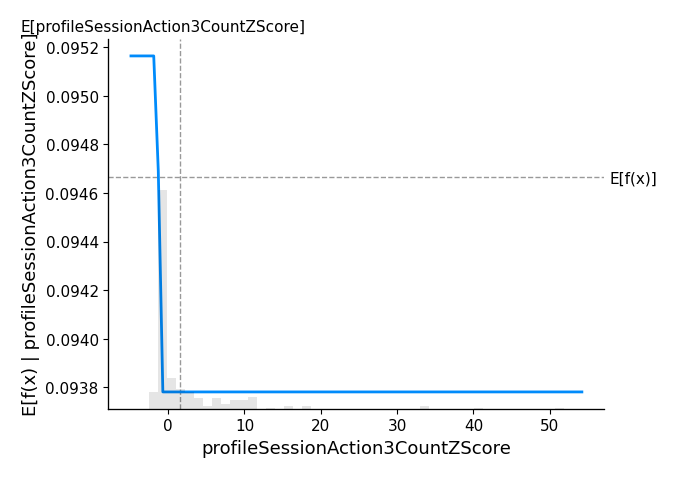 E[profileSessionAction3CountZScore]
E[f(x) | profileSessionAction3CountZScore]
0.0952
0.0950
0.0948
0.0946
0.0944
0.0942
0.0940
0.0938
E[f(x)]
0 10 20 30 40 50
profileSessionAction3CountZScore